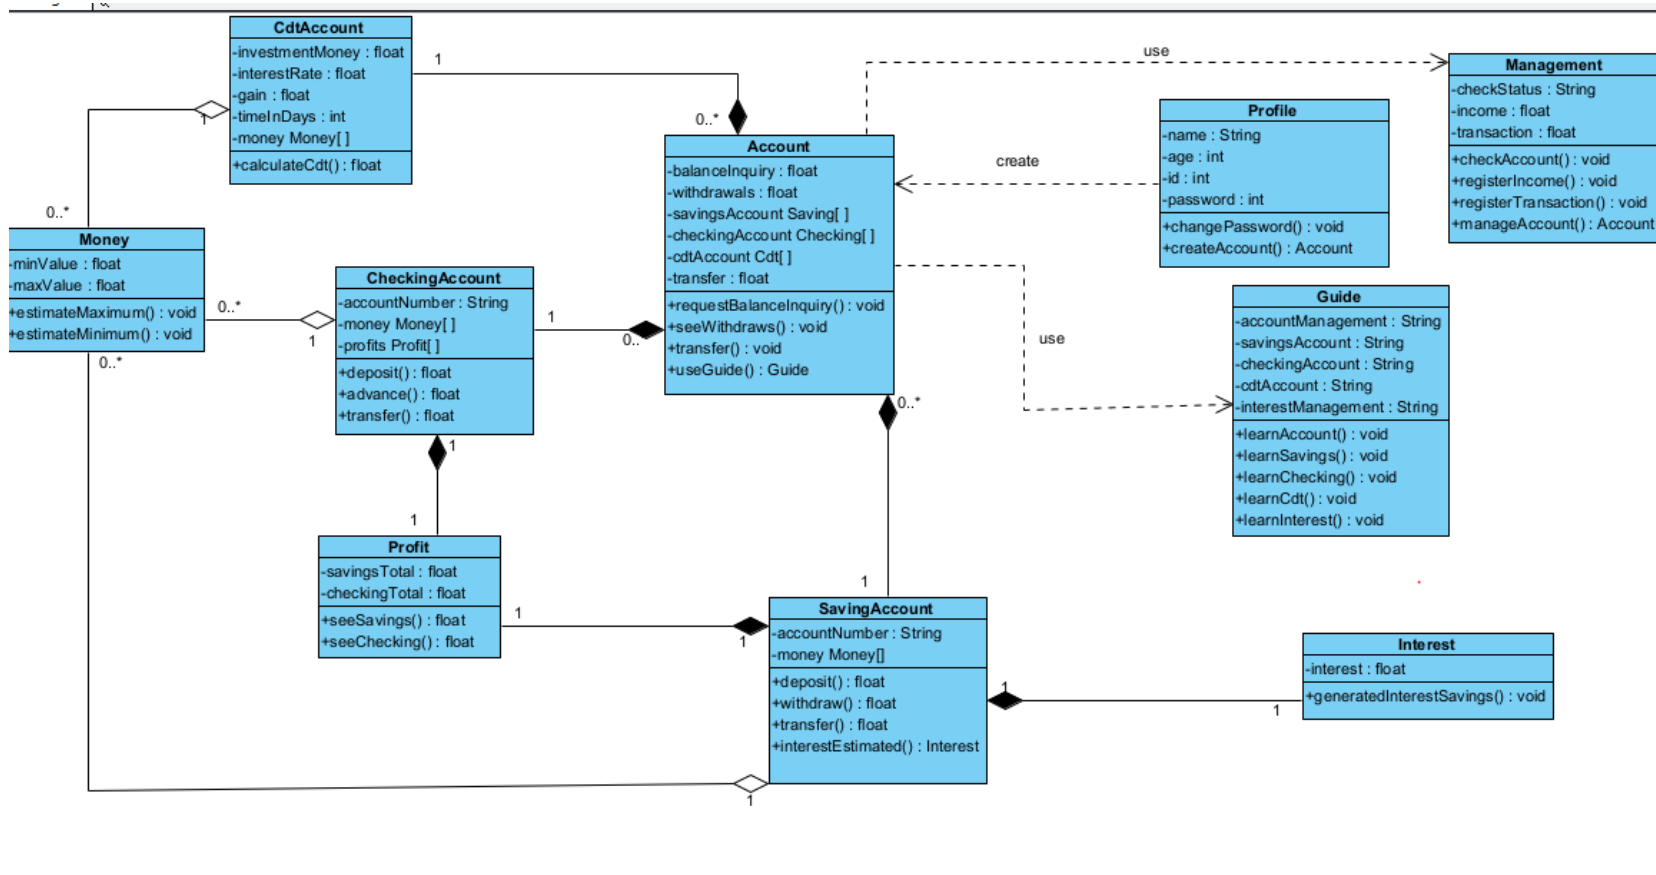 CdtAccount
-investmentMoney : float
-interestRate : float
-gain : float
-timeInDays : int
-money Money[ ]
+calculateCdt() : float
1
0..*
1
0..*
Money
-minValue : float
-maxValue : float
+estimateMaximum() : void
+estimateMinimum() : void
0..*
1
0..*
CheckingAccount
-accountNumber : String
-money Money[ ]
-profits Profit[ ]
+deposit() : float
+advance() : float
+transfer() : float
1
0..
1
1
Account
-balanceInquiry : float
-withdrawals : float
-savingsAccount Saving[ ]
-checkingAccount Checking[ ]
-cdtAccount Cdt[ ]
-transfer : float
+requestBalanceInquiry() : void
+seeWithdraws() : void
+transfer() : void
+useGuide() : Guide
use
create
use
0..*
1
Profile
-name : String
-age : int
-id : int
-password : int
+changePassword() : void
+createAccount() : Account
Management
-checkStatus : String
-income : float
-transaction : float
+checkAccount() : void
+registerIncome() : void
+registerTransaction() : void
+manageAccount() : Account
Guide
-accountManagement : String
-savingsAccount : String
-checkingAccount : String
-cdtAccount : String
-interestManagement : String
+learnAccount() : void
+learnSavings() : void
+learnChecking() : void
+learnCdt() : void
+learnInterest() : void
Profit
-savingsTotal : float
-checkingTotal : float
+seeSavings() : float
+seeChecking() : float
1
1
SavingAccount
-accountNumber : String
-money Money[]
+deposit() : float
+withdraw() : float
+transfer() : float
+interestEstimated() : Interest
1
1
1
Interest
-interest : float
+generatedInterestSavings() : void